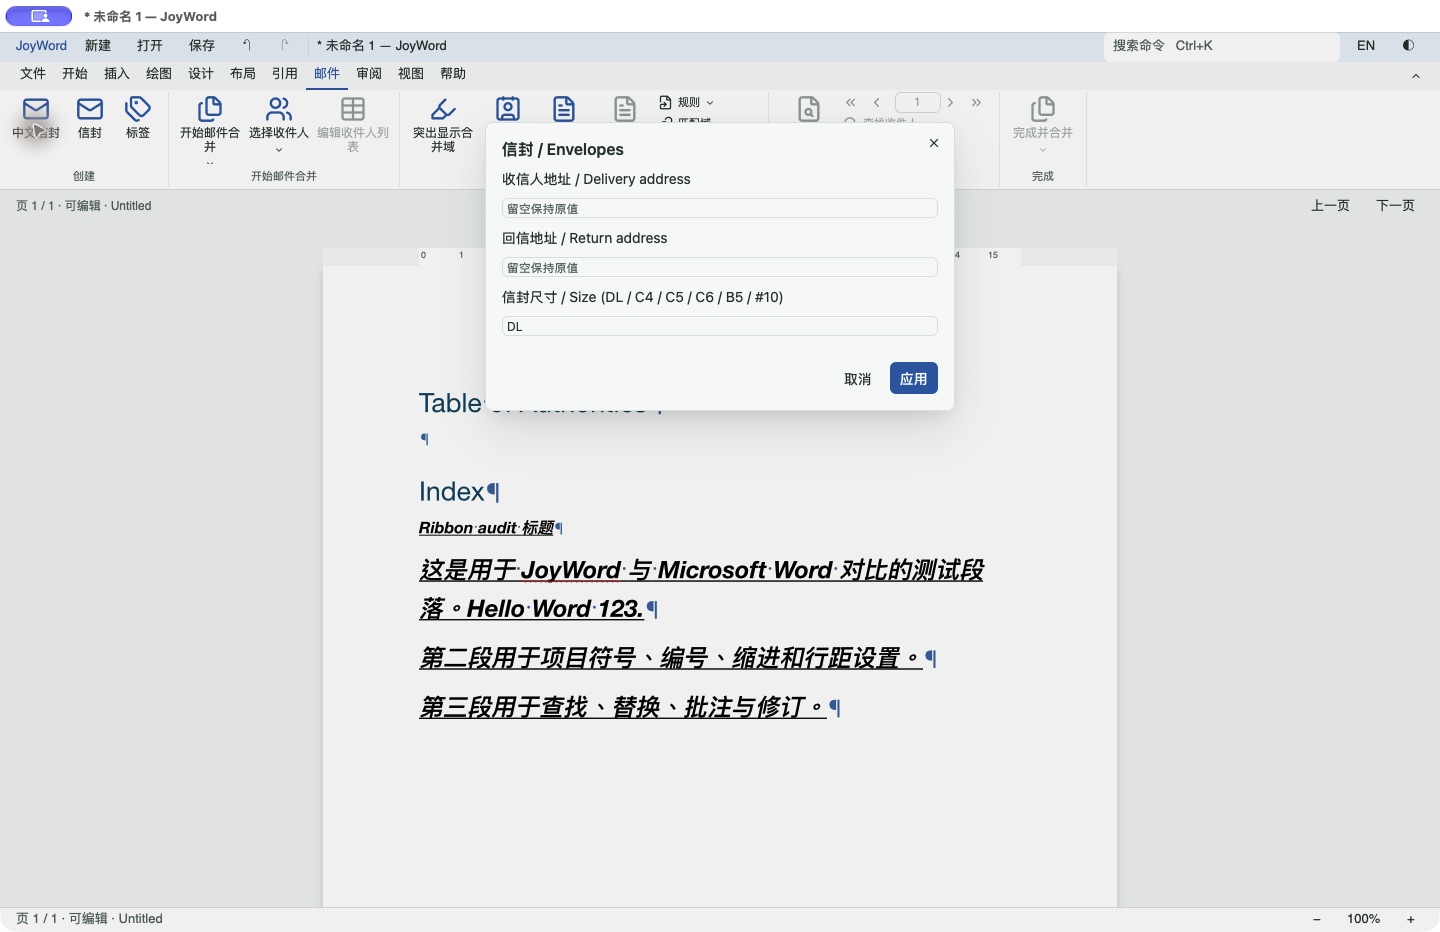 * 未命名 1 — JoyWord
JoyWord 新建 打开 保存 * 未命名 1 — JoyWord 搜索命令 Ctrl+K EN
文件 开始 插入 绘图 设计 布局 引用 邮件 审阅 视图 帮助
中文信封 信封 标签 开始邮件合并 选择收件人 编辑收件人列表 突出显示合并域 规则 1 完成并合并
创建 开始邮件合并 完成
页 1 / 1 · 可编辑 · Untitled 上一页 下一页
信封 / Envelopes
收信人地址 / Delivery address
留空保持原值
回信地址 / Return address
留空保持原值
信封尺寸 / Size (DL / C4 / C5 / C6 / B5 / #10)
DL
取消 应用
0 1 4 15
Table
¶
Index¶
Ribbon·audit·标题¶
这是用于·JoyWord·与·Microsoft·Word·对比的测试段
落。Hello·Word·123.¶
第二段用于项目符号、编号、缩进和行距设置。¶
第三段用于查找、替换、批注与修订。¶
页 1 / 1 · 可编辑 · Untitled − 100% +